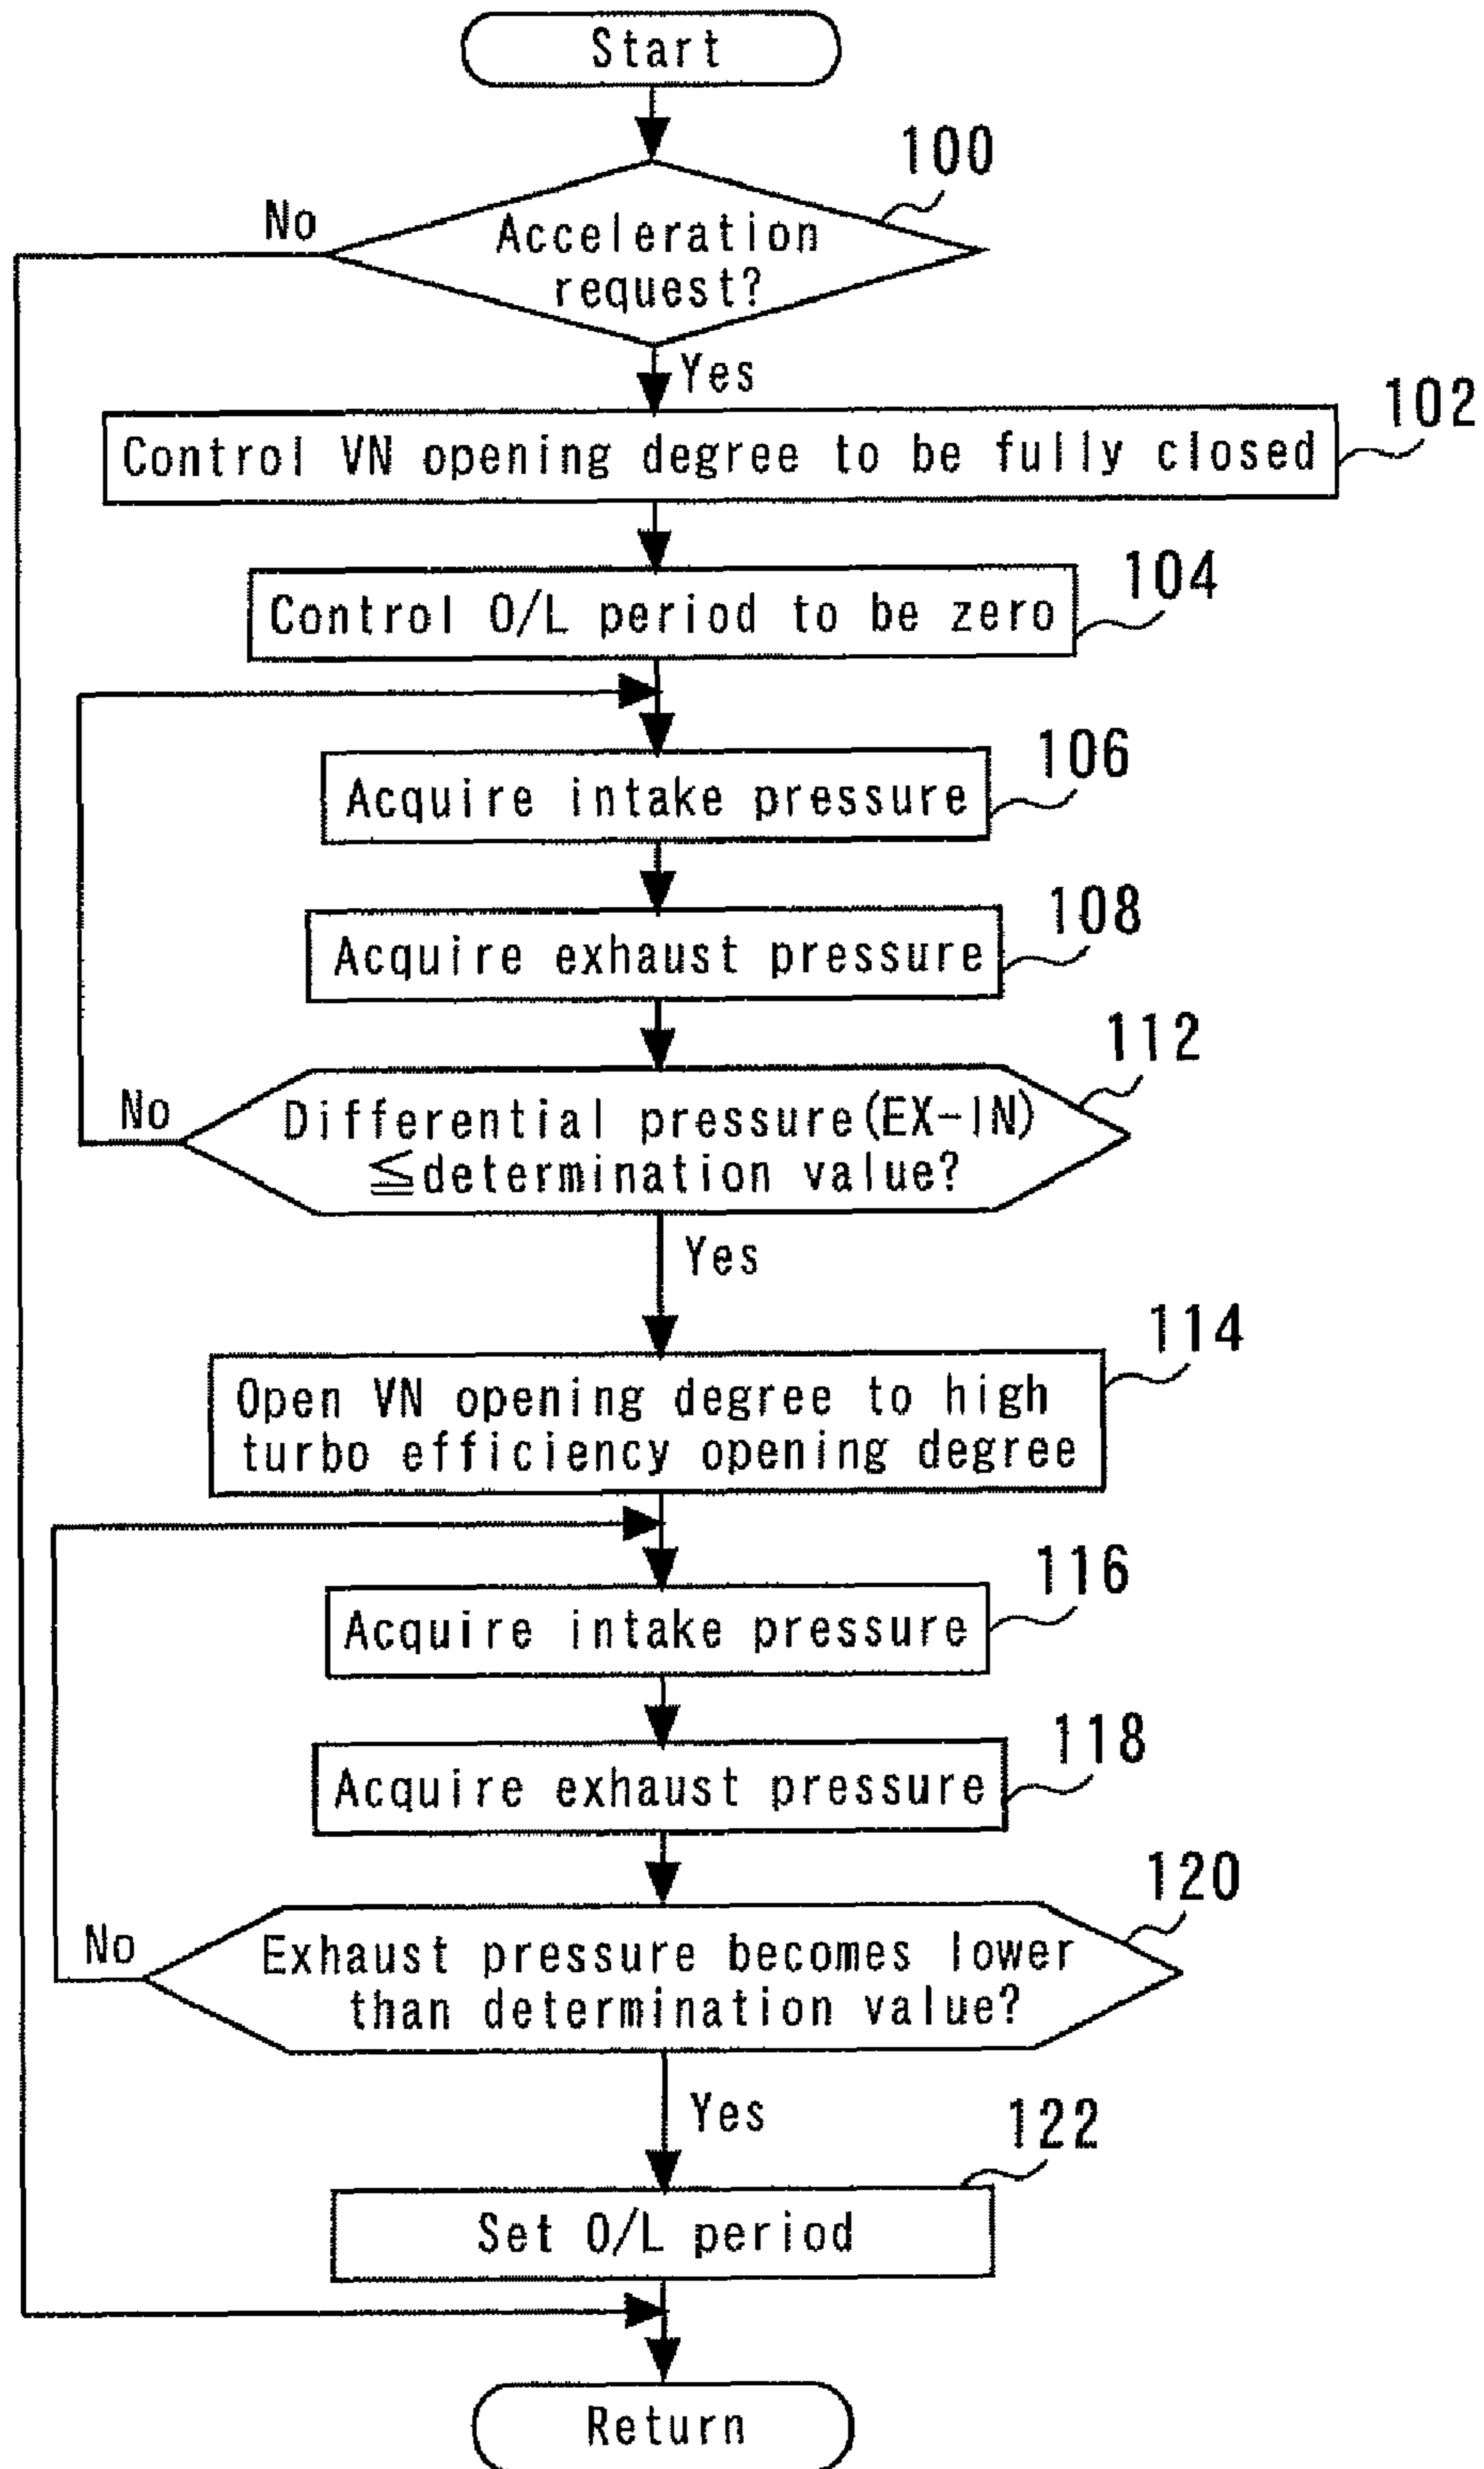 Start
100
No
Acceleration
request?
Yes
102
Control VN opening degree to be fully closed
104
Control O/L period to be zero
106
Acquire intake pressure
108
Acquire exhaust pressure
112
No
Differential pressure(EX-IN)
≦determination value?
Yes
114
Open VN opening degree to high
turbo efficiency opening degree
116
Acquire intake pressure
118
Acquire exhaust pressure
120
No
Exhaust pressure becomes lower
than determination value?
Yes
122
Set O/L period
Return